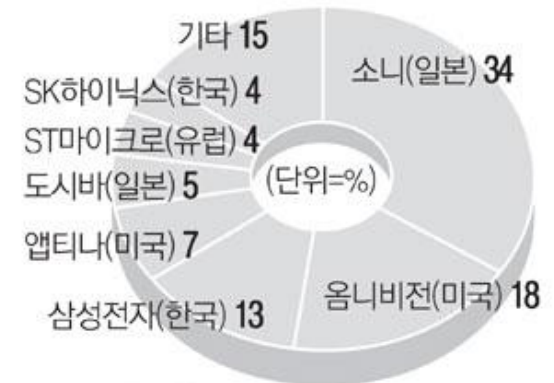 기타 15
소니(일본) 34
SK하이닉스(한국) 4
ST마이크로(유럽) 4
(단위=%)
도시바(일본) 5
앱티나(미국) 7
옴니비전(미국) 18
삼성전자(한국) 13